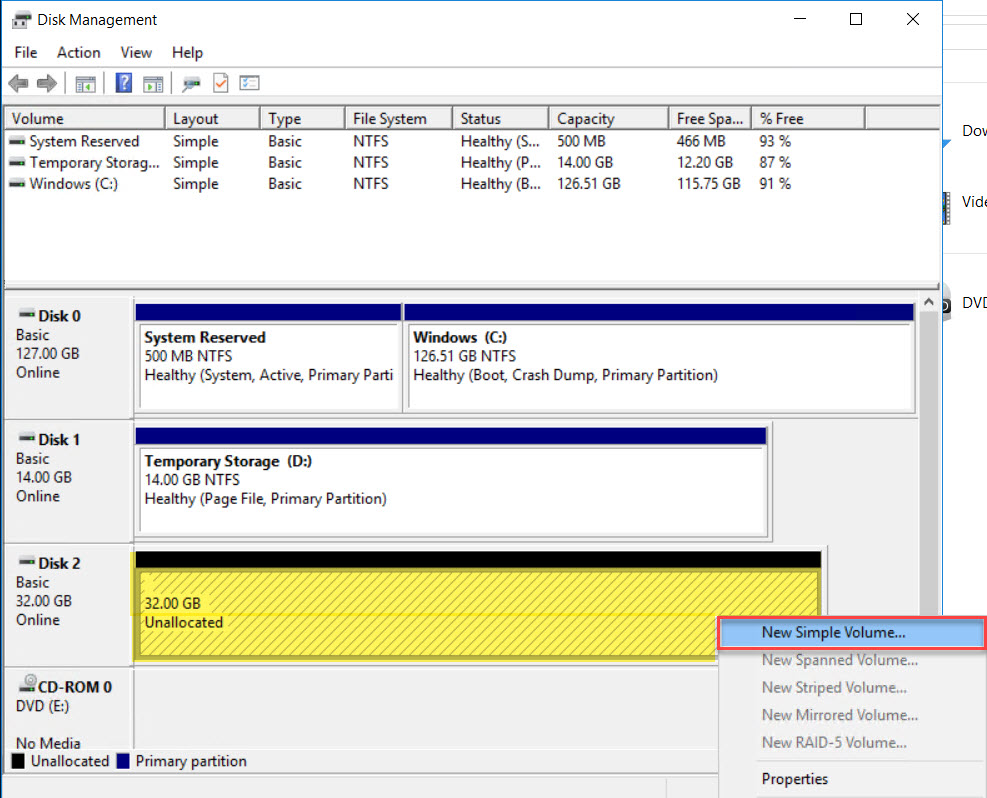 Disk Management
File Action View Help
Volume Layout Type File System Status Capacity Free Spa... % Free
System Reserved Simple Basic NTFS Healthy (S... 500 MB 466 MB 93 %
Temporary Storag... Simple Basic NTFS Healthy (P... 14.00 GB 12.20 GB 87 %
Windows (C:) Simple Basic NTFS Healthy (B... 126.51 GB 115.75 GB 91 %
Dow
Vide
DVD
Disk 0
Basic
127.00 GB
Online
System Reserved
500 MB NTFS
Healthy (System, Active, Primary Parti
Windows (C:)
126.51 GB NTFS
Healthy (Boot, Crash Dump, Primary Partition)
Disk 1
Basic
14.00 GB
Online
Temporary Storage (D:)
14.00 GB NTFS
Healthy (Page File, Primary Partition)
Disk 2
Basic
32.00 GB
Online
32.00 GB
Unallocated
New Simple Volume...
New Spanned Volume...
New Striped Volume...
New Mirrored Volume...
New RAID-5 Volume...
Properties
CD-ROM 0
DVD (E:)
No Media
Unallocated Primary partition